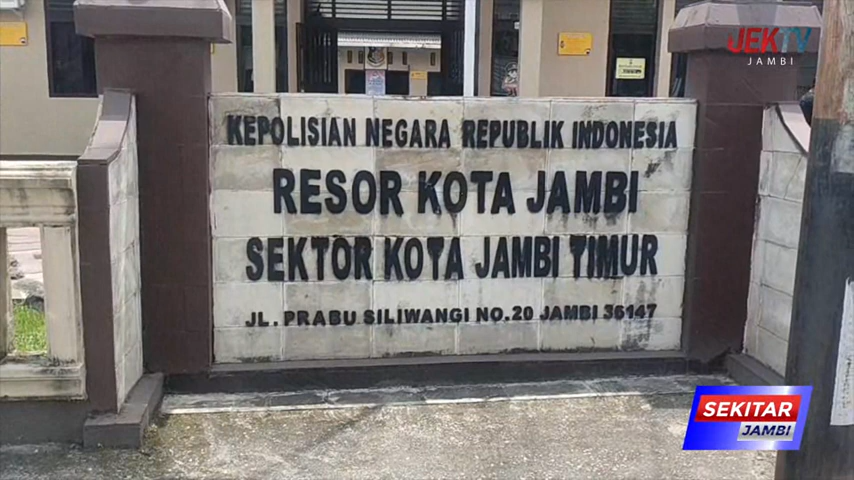 JEKTV
JAMBI
KEPOLISIAN NEGARA REPUBLIK INDONESIA
RESOR KOTA JAMBI
SEKTOR KOTA JAMBI TIMUR
JL. PRABU SILIWANGI NO.20 JAMBI 36147
SEKITAR
JAMBI